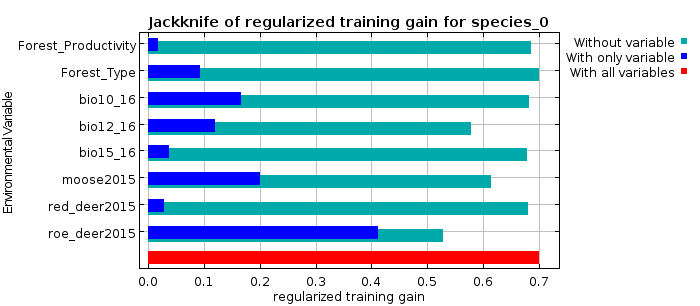 Jackknife of regularized training gain for species_0
Without variable
With only variable
With all variables
Environmental Variable
Forest_Productivity
Forest_Type
bio10_16
bio12_16
bio15_16
moose2015
red_deer2015
roe_deer2015
0.0 0.1 0.2 0.3 0.4 0.5 0.6 0.7
regularized training gain